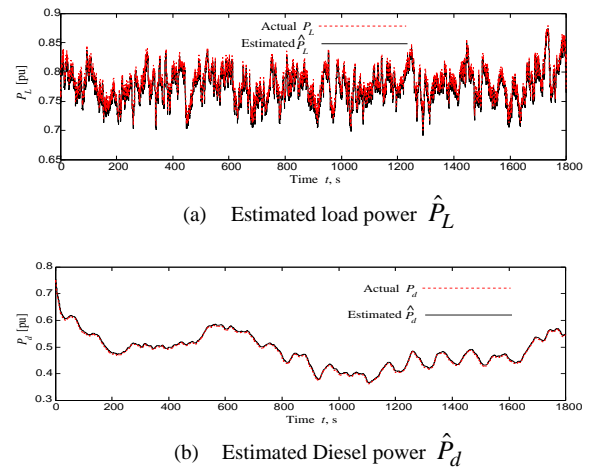 Actual P_L
Estimated P̂_L
P_L [pu]
0.9
0.85
0.8
0.75
0.7
0.65
0 200 400 600 800 1000 1200 1400 1600 1800
Time t, s
(a) Estimated load power P̂_L
Actual P_d
Estimated P̂_d
P_d [pu]
0.8
0.7
0.6
0.5
0.4
0.3
0 200 400 600 800 1000 1200 1400 1600 1800
Time t, s
(b) Estimated Diesel power P̂_d